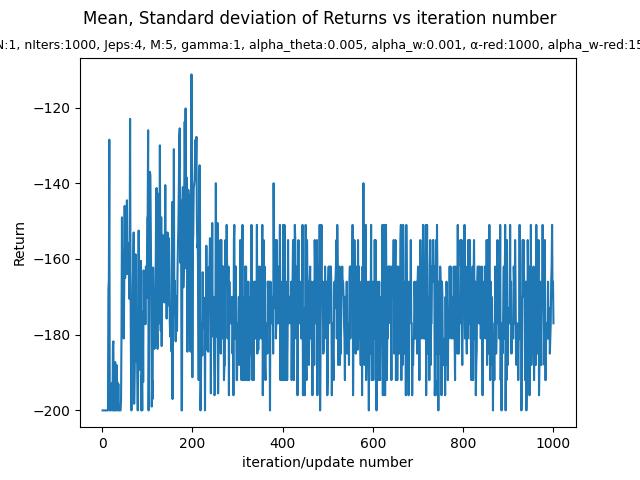 Mean, Standard deviation of Returns vs iteration number
N:1, nIters:1000, Jeps:4, M:5, gamma:1, alpha_theta:0.005, alpha_w:0.001, α-red:1000, alpha_w-red:15
−120
−140
−160
−180
−200
Return
0 200 400 600 800 1000
iteration/update number